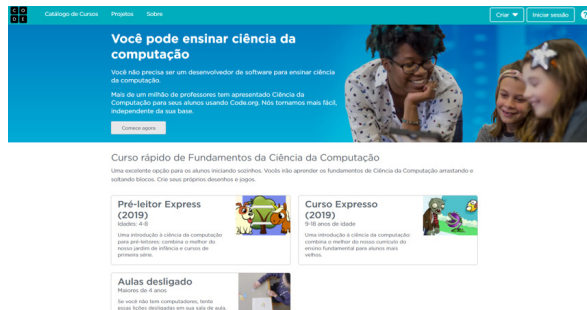 C O
D E
Catálogo de Cursos Projetos Sobre Criar Iniciar sessão ?
Você pode ensinar ciência da
computação
Você não precisa ser um desenvolvedor de software para ensinar ciência
da computação.
Mais de um milhão de professores tem apresentado Ciência da
Computação para seus alunos usando Code.org. Nós tornamos mais fácil,
independente da sua base.
Comece agora
Curso rápido de Fundamentos da Ciência da Computação
Uma excelente opção para os alunos iniciando sozinhos. Vocês irão aprender os fundamentos de Ciência da Computação arrastando e
soltando blocos. Crie seus próprios desenhos e jogos.
Pré-leitor Express
(2019)
Idades: 4-6
Uma introdução à ciência da computação
para pré-leitores: combina o melhor do
nosso jardim de infância e cursos de
primeira série.
Curso Expresso
(2019)
9-18 anos de idade
Uma introdução à ciência da computação
combina o melhor do nosso currículo do
ensino fundamental para alunos mais
velhos.
Aulas desligado
Maiores de 4 anos
Se você não tem computadores, tente
essas lições desligadas em sua sala de aula